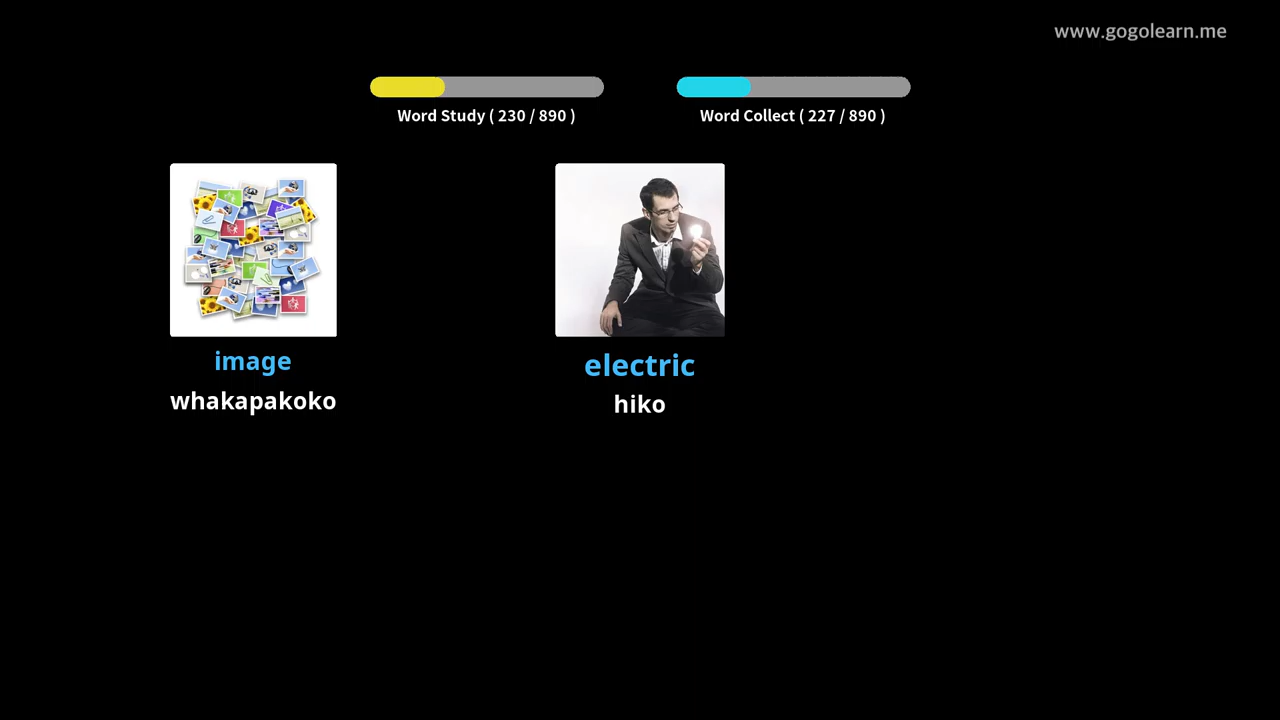 www.gogolearn.me
Word Study ( 230 / 890 )
Word Collect ( 227 / 890 )
image
whakapakoko
electric
hiko